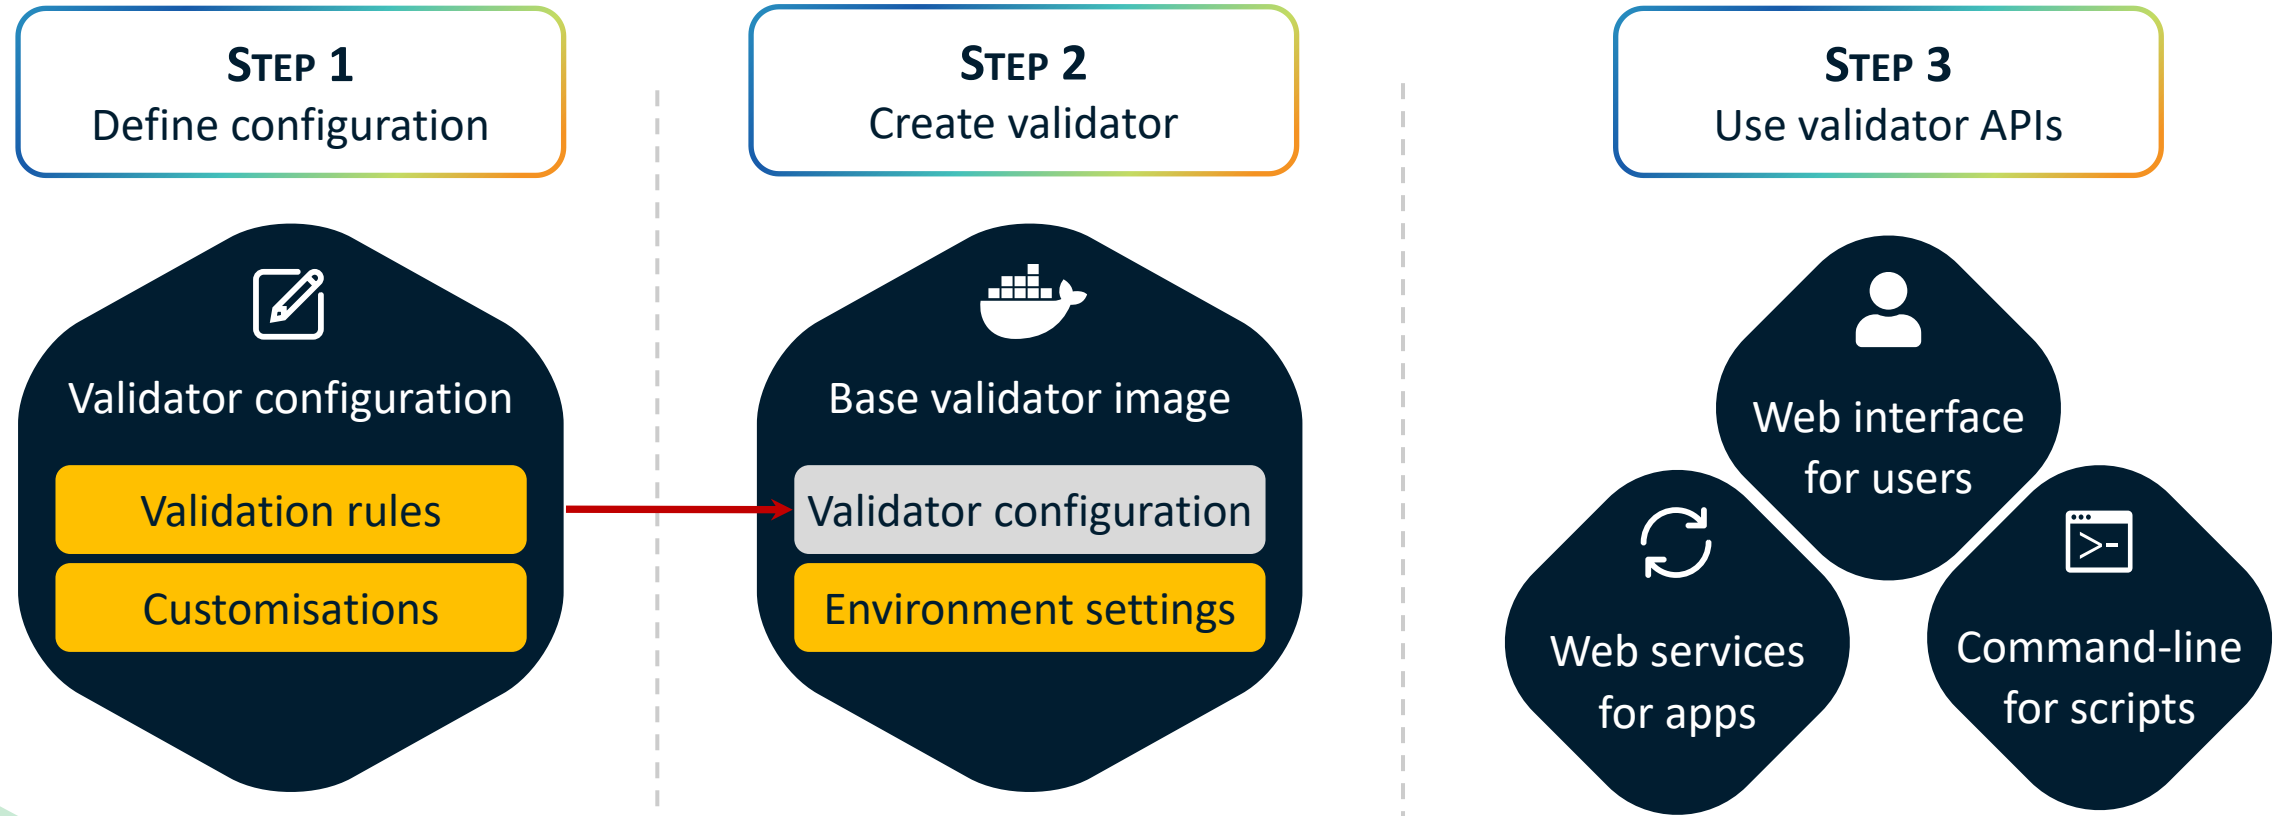 STEP 1
Define configuration
STEP 2
Create validator
STEP 3
Use validator APIs
Validator configuration
Validation rules
Customisations
Base validator image
Validator configuration
Environment settings
Web interface
for users
Web services
for apps
>-
Command-line
for scripts